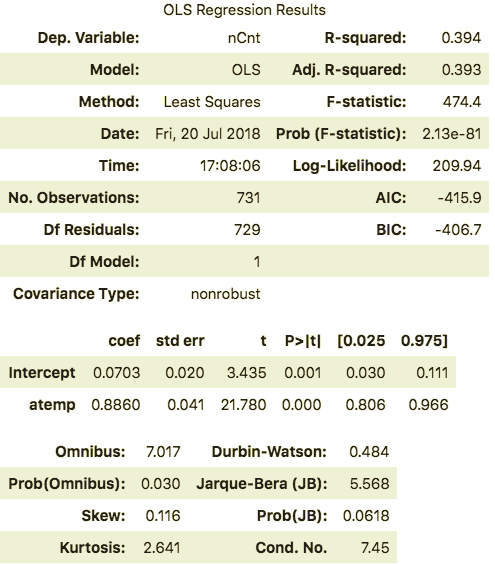 OLS Regression Results
Dep. Variable: nCnt R-squared: 0.394
Model: OLS Adj. R-squared: 0.393
Method: Least Squares F-statistic: 474.4
Date: Fri, 20 Jul 2018 Prob (F-statistic): 2.13e-81
Time: 17:08:06 Log-Likelihood: 209.94
No. Observations: 731 AIC: -415.9
Df Residuals: 729 BIC: -406.7
Df Model: 1
Covariance Type: nonrobust
coef std err t P>|t| [0.025 0.975]
Intercept 0.0703 0.020 3.435 0.001 0.030 0.111
atemp 0.8860 0.041 21.780 0.000 0.806 0.966
Omnibus: 7.017 Durbin-Watson: 0.484
Prob(Omnibus): 0.030 Jarque-Bera (JB): 5.568
Skew: 0.116 Prob(JB): 0.0618
Kurtosis: 2.641 Cond. No. 7.45